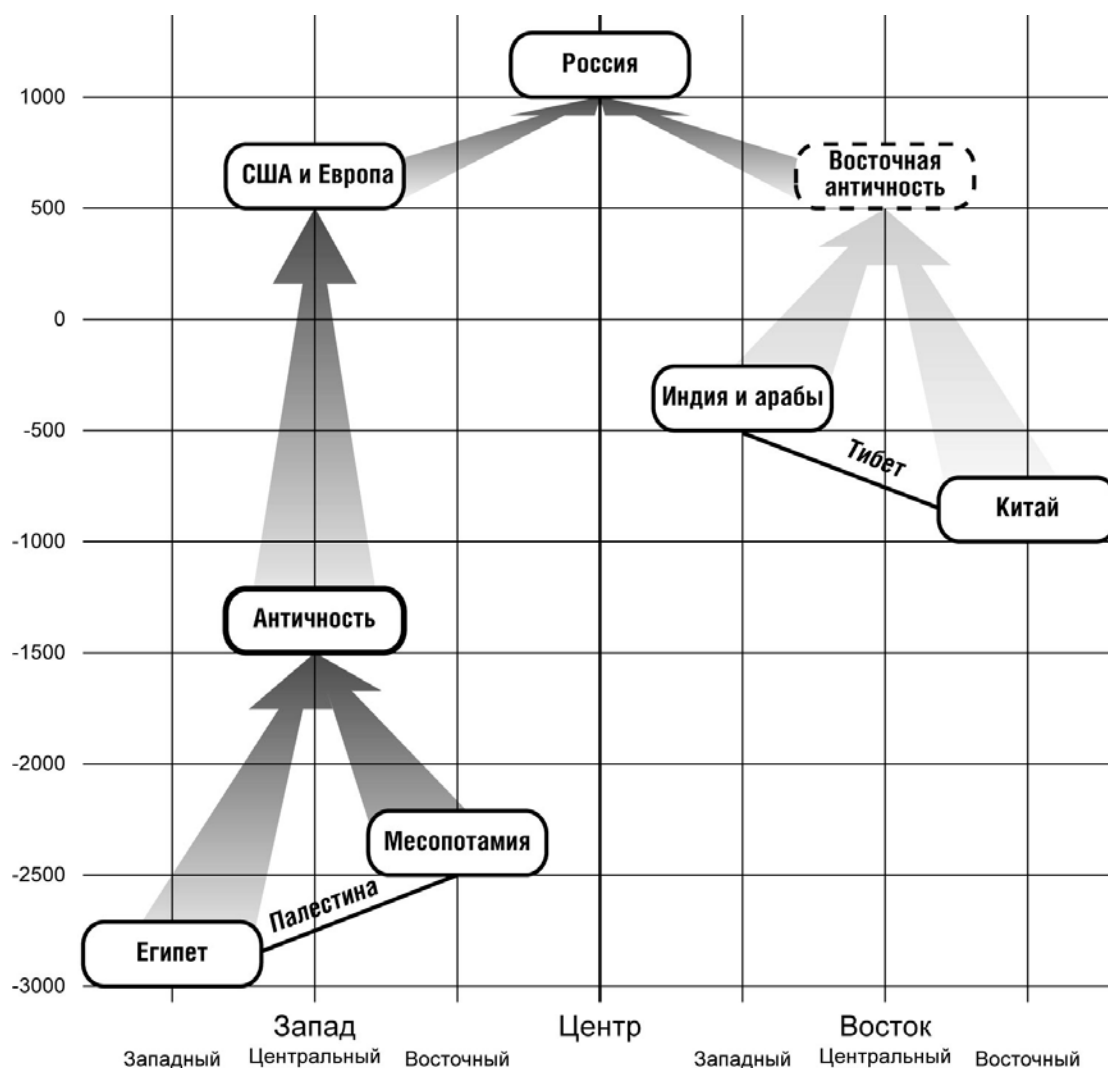 Россия
1000
США и Европа
Восточная
античность
500
0
Индия и арабы
-500
Тибет
Китай
-1000
Античность
-1500
-2000
Месопотамия
-2500
Палестина
Египет
-3000
Запад
Центр
Восток
Западный
Центральный
Восточный
Западный
Центральный
Восточный